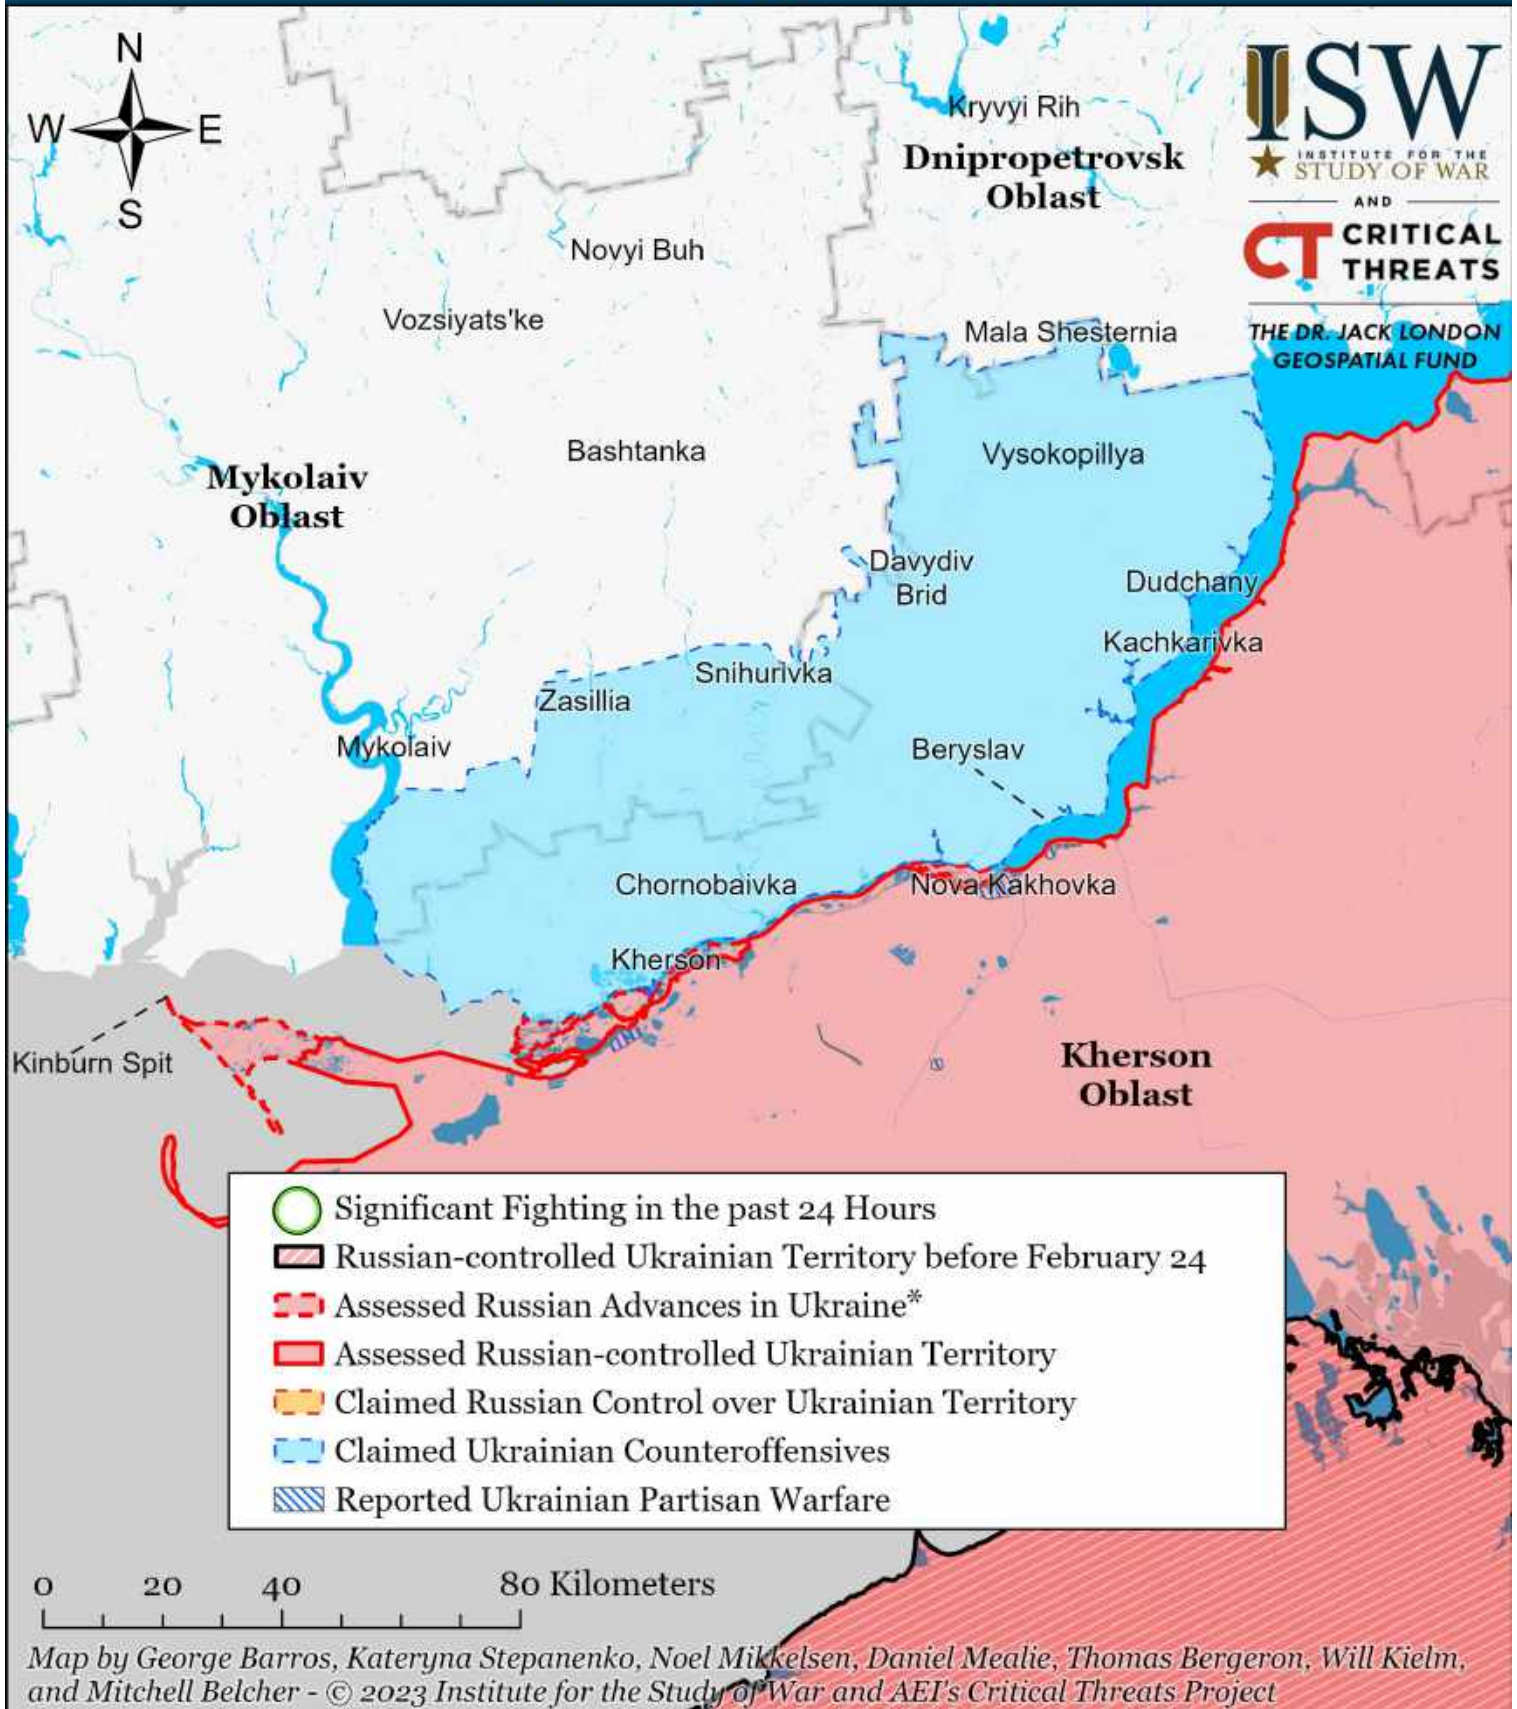 N
W
E
S
ISW
INSTITUTE FOR THE
STUDY OF WAR
AND
CT CRITICAL
THREATS
THE DR. JACK LONDON
GEOSPATIAL FUND
Kryvyi Rih
Dnipropetrovsk
Oblast
Novyi Buh
Vozsiyats'ke
Mala Shesternia
Bashtanka
Vysokopillya
Mykolaiv
Oblast
Davydiv
Brid
Dudchany
Kachkarivka
Snihurivka
Zasillia
Mykolaiv
Beryslav
Chornobaivka
Nova Kakhovka
Kherson
Kinburn Spit
Kherson
Oblast
Significant Fighting in the past 24 Hours
Russian-controlled Ukrainian Territory before February 24
Assessed Russian Advances in Ukraine*
Assessed Russian-controlled Ukrainian Territory
Claimed Russian Control over Ukrainian Territory
Claimed Ukrainian Counteroffensives
Reported Ukrainian Partisan Warfare
0 20 40 80 Kilometers
Map by George Barros, Kateryna Stepanenko, Noel Mikkelsen, Daniel Mealie, Thomas Bergeron, Will Kielm,
and Mitchell Belcher - © 2023 Institute for the Study of War and AEI's Critical Threats Project